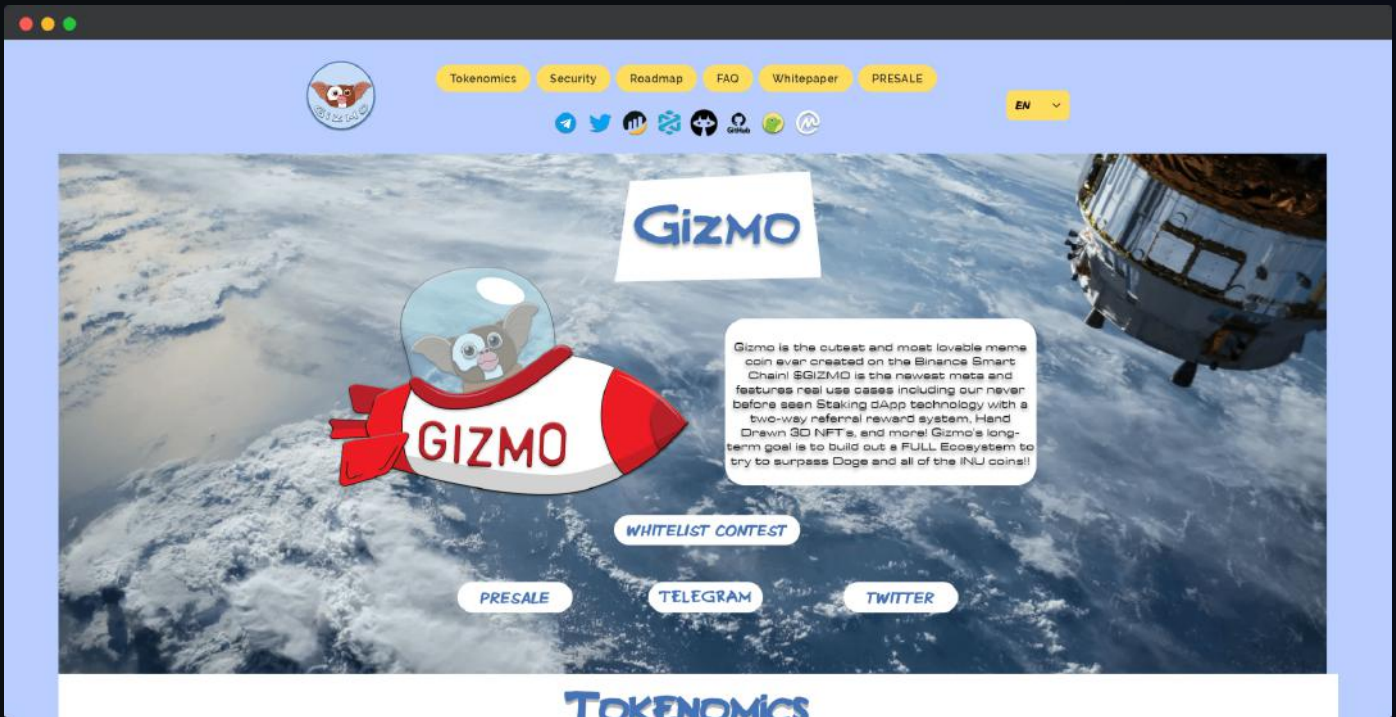 GIZMO
Tokenomics
Security
Roadmap
FAQ
Whitepaper
PRESALE
GitHub
EN
Gizmo
GIZMO
Gizmo is the cutest and most lovable meme
coin ever created on the Binance Smart
Chain! $GIZMO is the newest meta and
features real use cases including our never
before seen Staking dApp technology with a
two-way referral reward system, Hand
Drawn 3D NFT's, and more! Gizmo's long-
term goal is to build out a FULL Ecosystem to
try to surpass Doge and all of the INU coins!!
WHITELIST CONTEST
PRESALE
TELEGRAM
TWITTER
TOKENOMICS